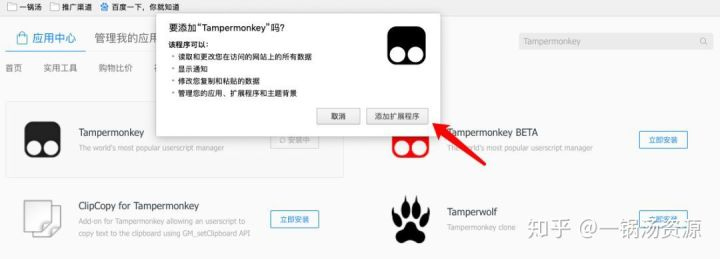 一锅汤 推广渠道 百度一下，你就知道
要添加“Tampermonkey”吗?
该程序可以:
• 读取和更改您在访问的网站上的所有数据
• 显示通知
• 修改您复制和粘贴的数据
• 管理您的应用、扩展程序和主题背景
取消 添加扩展程序
应用中心 管理我的应用
Tampermonkey
首页 实用工具 购物比价
Tampermonkey
The world's most popular userscript manager
安装中
Tampermonkey BETA
The world's most popular userscript manager
立即安装
ClipCopy for Tampermonkey
Add-on for Tampermonkey allowing an userscript to
copy text to the clipboard using GM_setClipboard API
立即安装
Tamperwolf
Tampermonkey clone
立即安装
知乎 @一锅汤资源